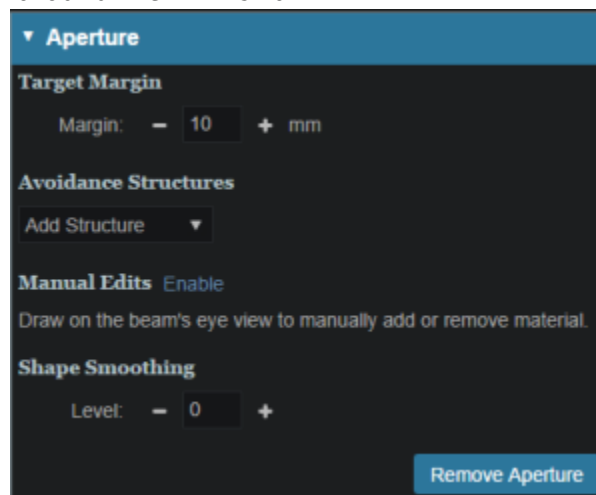 Aperture
Target Margin
Margin: − 10 + mm
Avoidance Structures
Add Structure
Manual Edits Enable
Draw on the beam's eye view to manually add or remove material.
Shape Smoothing
Level: − 0 +
Remove Aperture